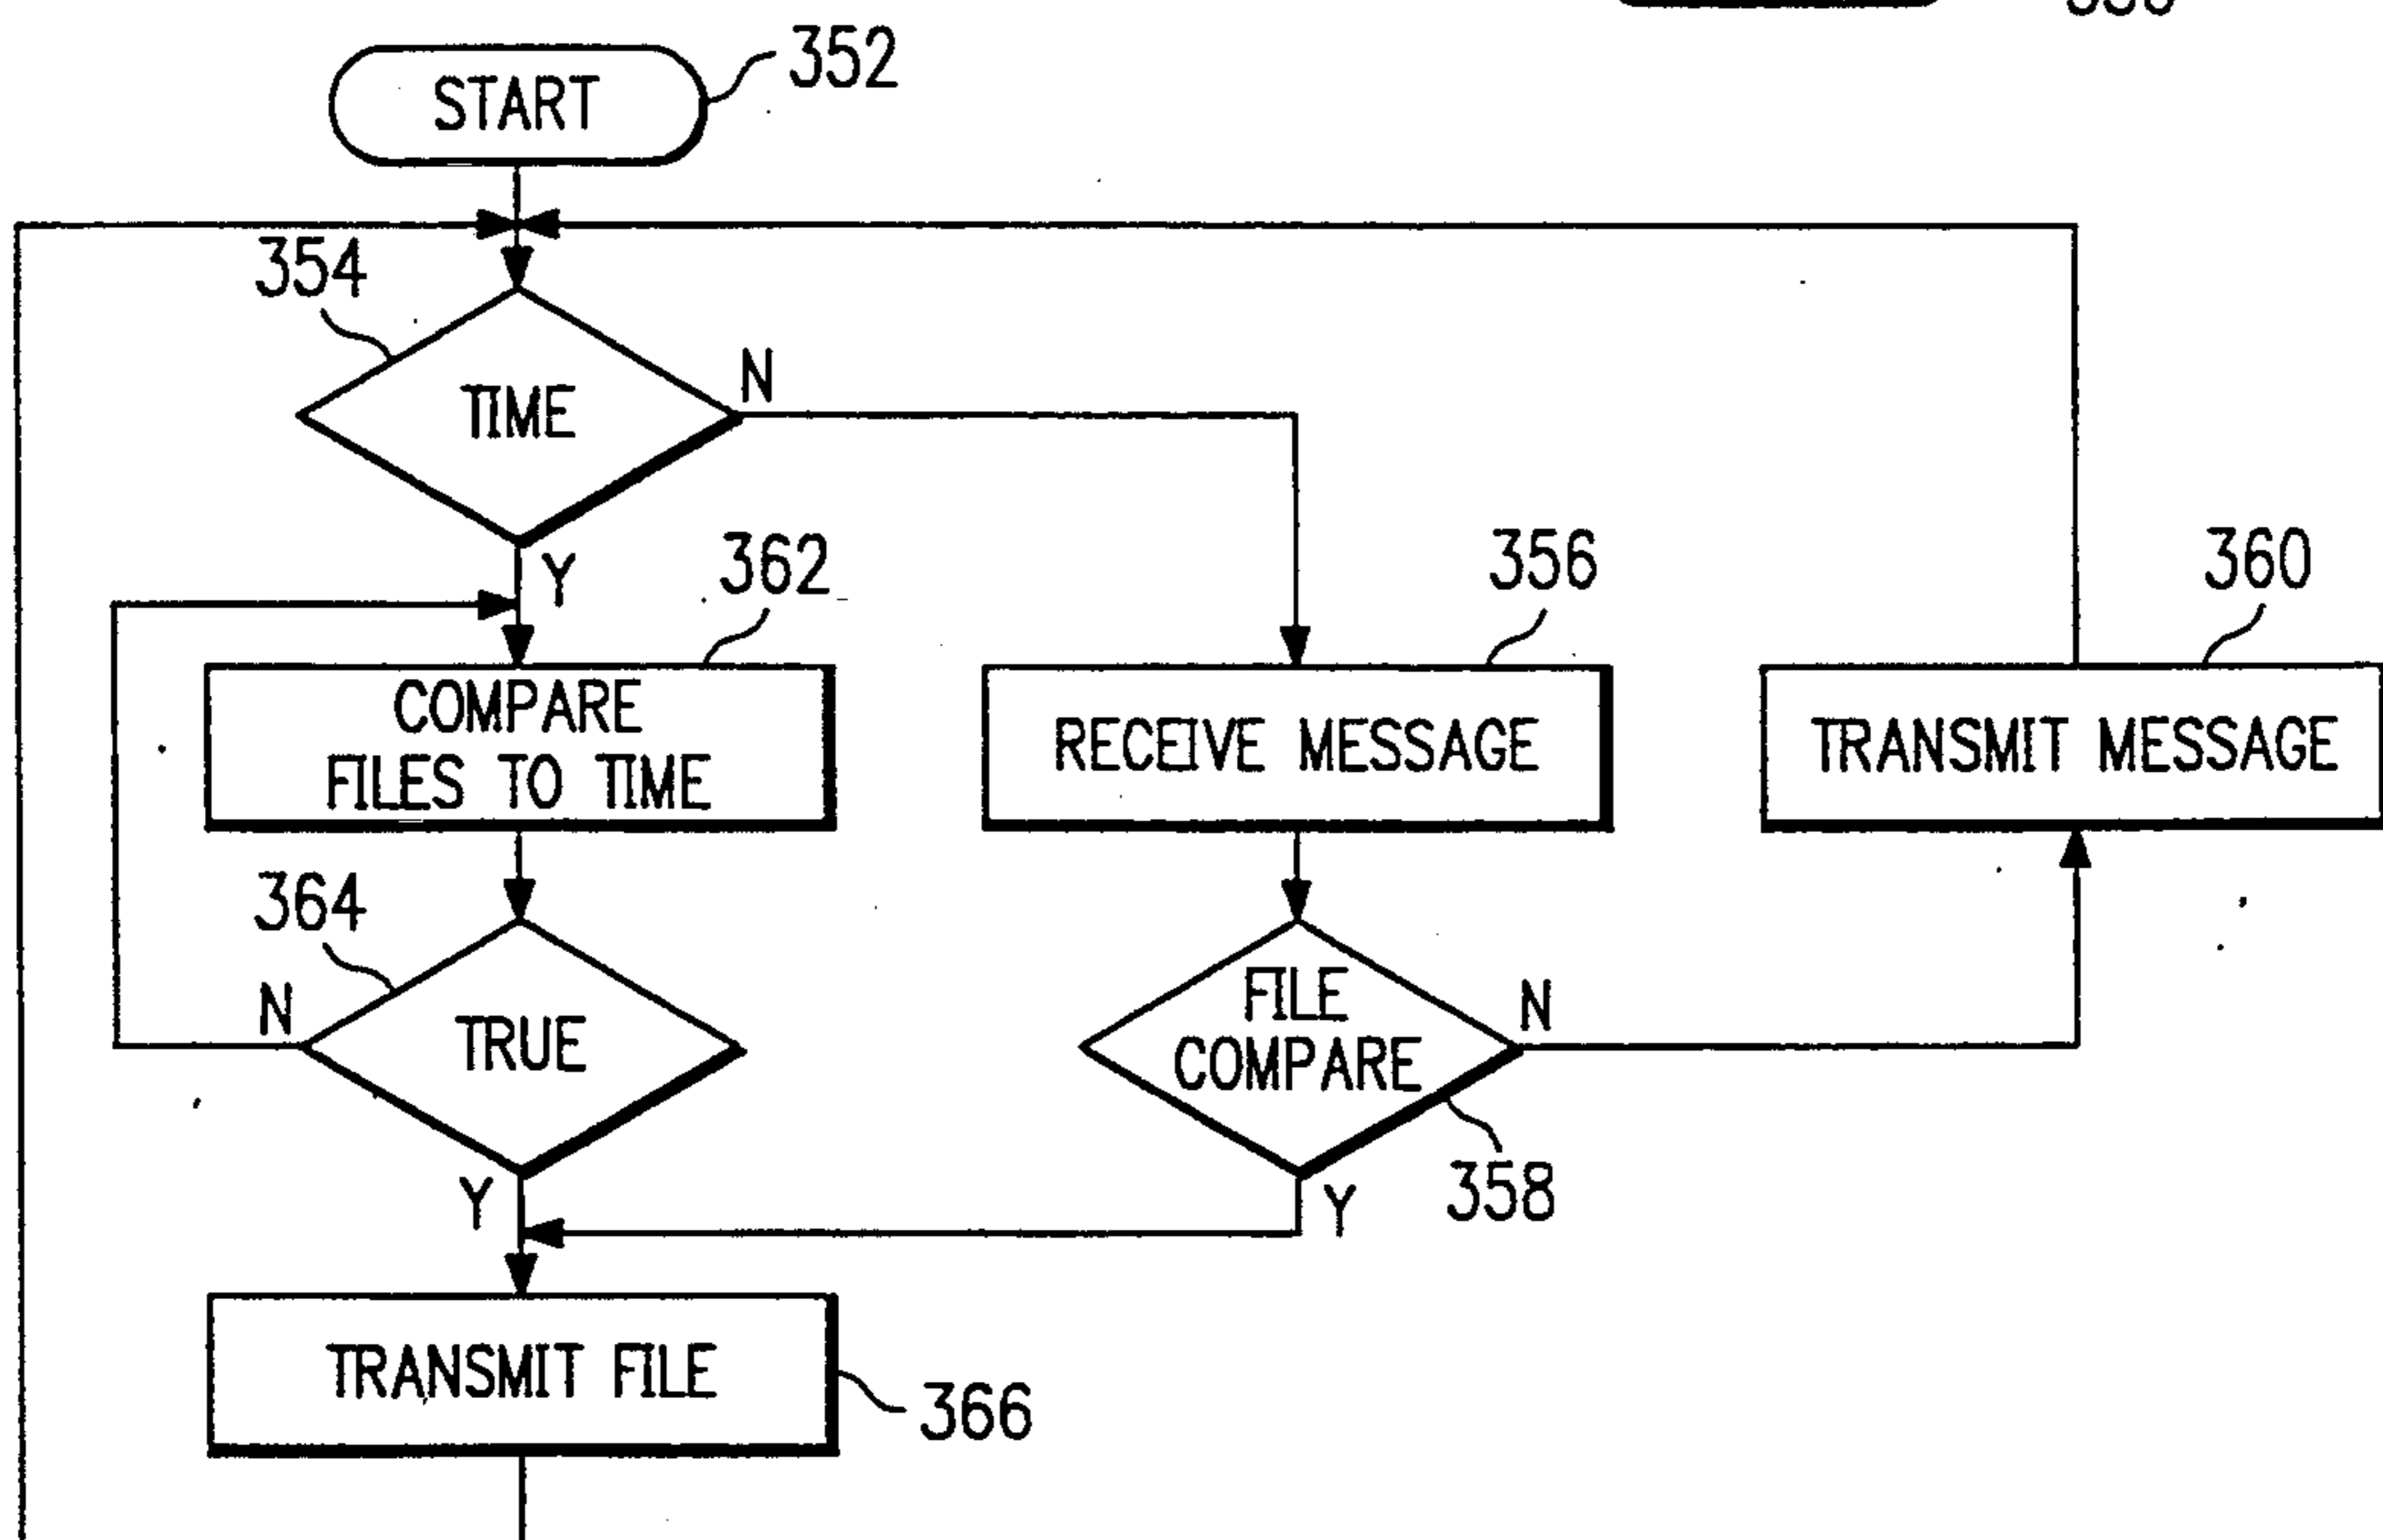 352
START
354
TIME
N
Y
362
356
360
COMPARE
FILES TO TIME
RECEIVE MESSAGE
TRANSMIT MESSAGE
364
N
TRUE
FILE
COMPARE
N
358
Y
Y
TRANSMIT FILE
366